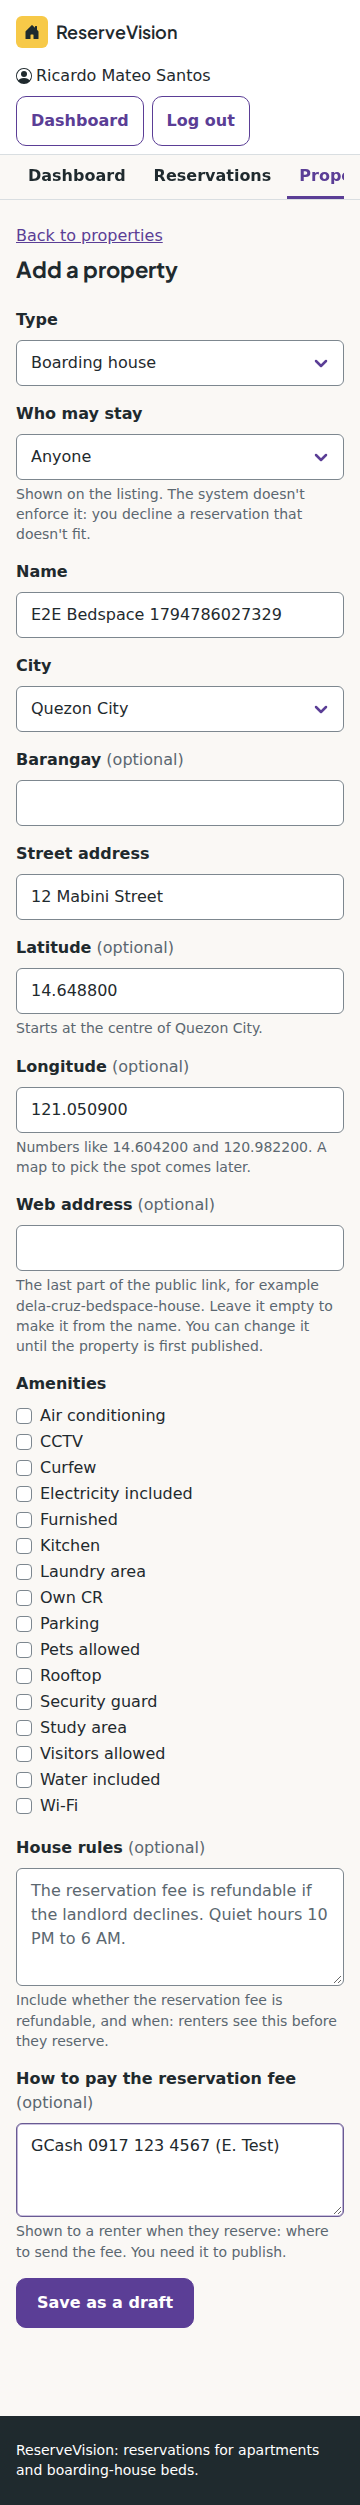 ReserveVision
Ricardo Mateo Santos
Dashboard
Log out
Dashboard
Reservations
Prope
Back to properties
Add a property
Type
Boarding house
Who may stay
Anyone
Shown on the listing. The system doesn't
enforce it: you decline a reservation that
doesn't fit.
Name
E2E Bedspace 1794786027329
City
Quezon City
Barangay (optional)
Street address
12 Mabini Street
Latitude (optional)
14.648800
Starts at the centre of Quezon City.
Longitude (optional)
121.050900
Numbers like 14.604200 and 120.982200. A
map to pick the spot comes later.
Web address (optional)
The last part of the public link, for example
dela-cruz-bedspace-house. Leave it empty to
make it from the name. You can change it
until the property is first published.
Amenities
Air conditioning
CCTV
Curfew
Electricity included
Furnished
Kitchen
Laundry area
Own CR
Parking
Pets allowed
Rooftop
Security guard
Study area
Visitors allowed
Water included
Wi-Fi
House rules (optional)
The reservation fee is refundable if
the landlord declines. Quiet hours 10
PM to 6 AM.
Include whether the reservation fee is
refundable, and when: renters see this before
they reserve.
How to pay the reservation fee
(optional)
GCash 0917 123 4567 (E. Test)
Shown to a renter when they reserve: where
to send the fee. You need it to publish.
Save as a draft
ReserveVision: reservations for apartments
and boarding-house beds.